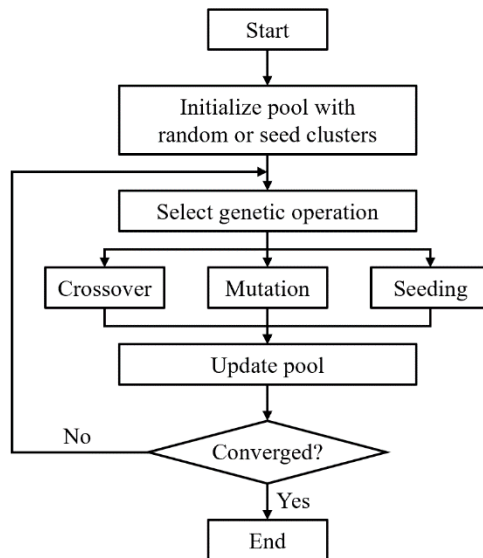 Start
Initialize pool with
random or seed clusters
Select genetic operation
Crossover
Mutation
Seeding
Update pool
No
Converged?
Yes
End